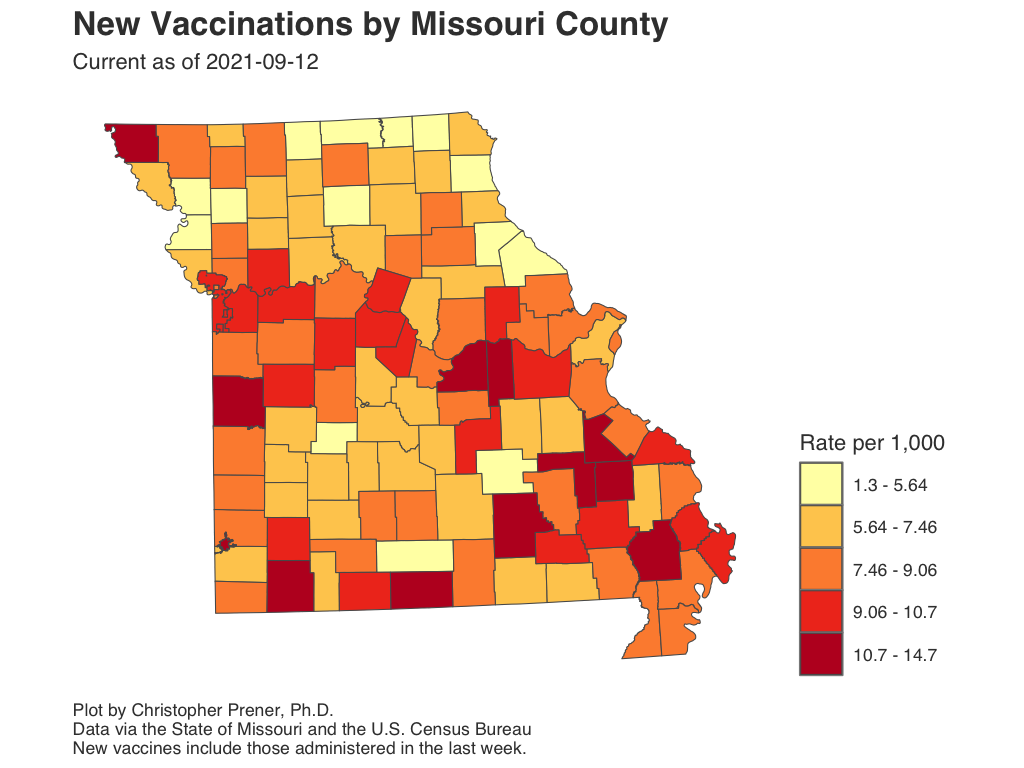 New Vaccinations by Missouri County
Current as of 2021-09-12
Rate per 1,000
1.3 - 5.64
5.64 - 7.46
7.46 - 9.06
9.06 - 10.7
10.7 - 14.7
Plot by Christopher Prener, Ph.D.
Data via the State of Missouri and the U.S. Census Bureau
New vaccines include those administered in the last week.